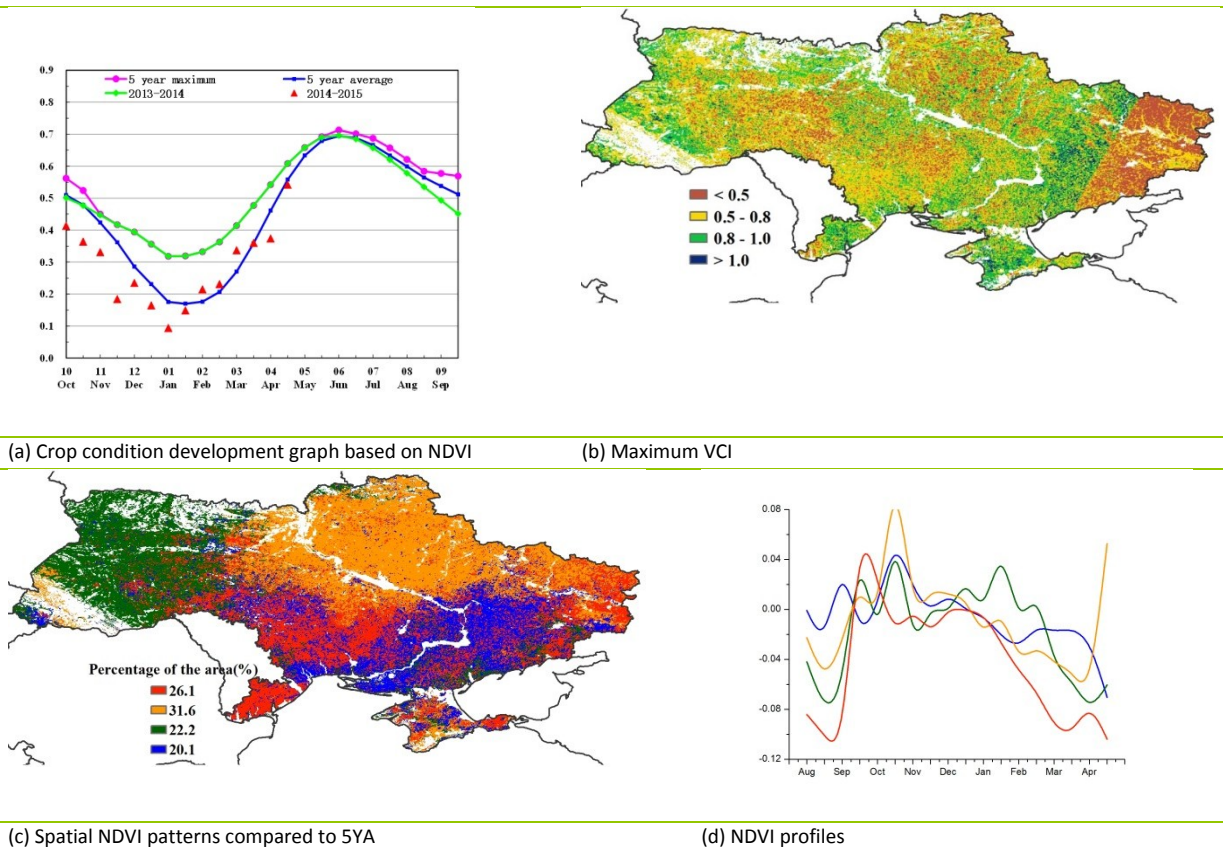 0.9
0.8
0.7
0.6
0.5
0.4
0.3
0.2
0.1
0.0
5 year maximum
5 year average
2013-2014
2014-2015
10 11 12 01 02 03 04 05 06 07 08 09
Oct Nov Dec Jan Feb Mar Apr May Jun Jul Aug Sep
< 0.5
0.5 - 0.8
0.8 - 1.0
> 1.0
(a) Crop condition development graph based on NDVI
(b) Maximum VCI
Percentage of the area(%)
26.1
31.6
22.2
20.1
0.08
0.04
0.00
-0.04
-0.08
-0.12
Aug Sep Oct Nov Dec Jan Feb Mar Apr
(c) Spatial NDVI patterns compared to 5YA
(d) NDVI profiles